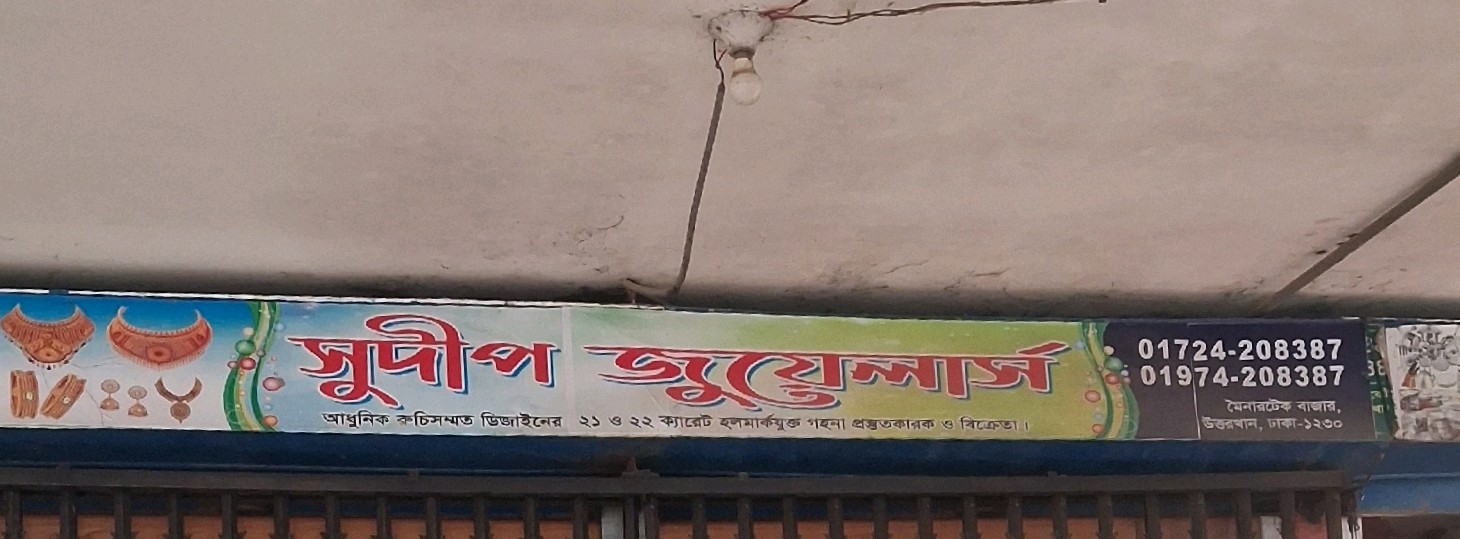 সুদীপ জুয়েলার্স
আধুনিক রুচিসম্মত ডিজাইনের ২১ ও ২২ ক্যারেট হলমার্কযুক্ত গহনা প্রস্তুতকারক ও বিক্রেতা।
01724-208387
01974-208387
মৈনারটেক বাজার,
উত্তরখান, ঢাকা-১২৩০